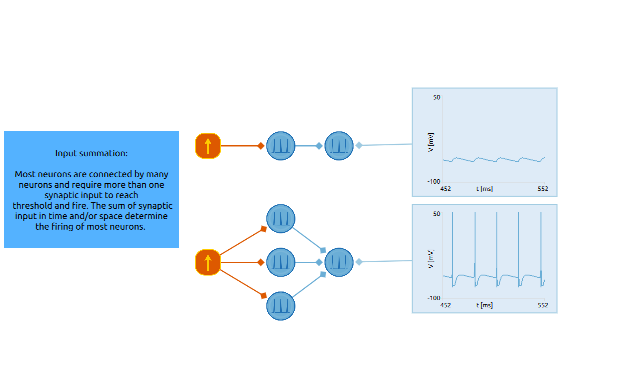 Input summation:
Most neurons are connected by many
neurons and require more than one
synaptic input to reach
threshold and fire. The sum of synaptic
input in time and/or space determine
the firing of most neurons.
50
V [mV]
-100
452 t [ms] 552
50
V [mV]
-100
452 t [ms] 552